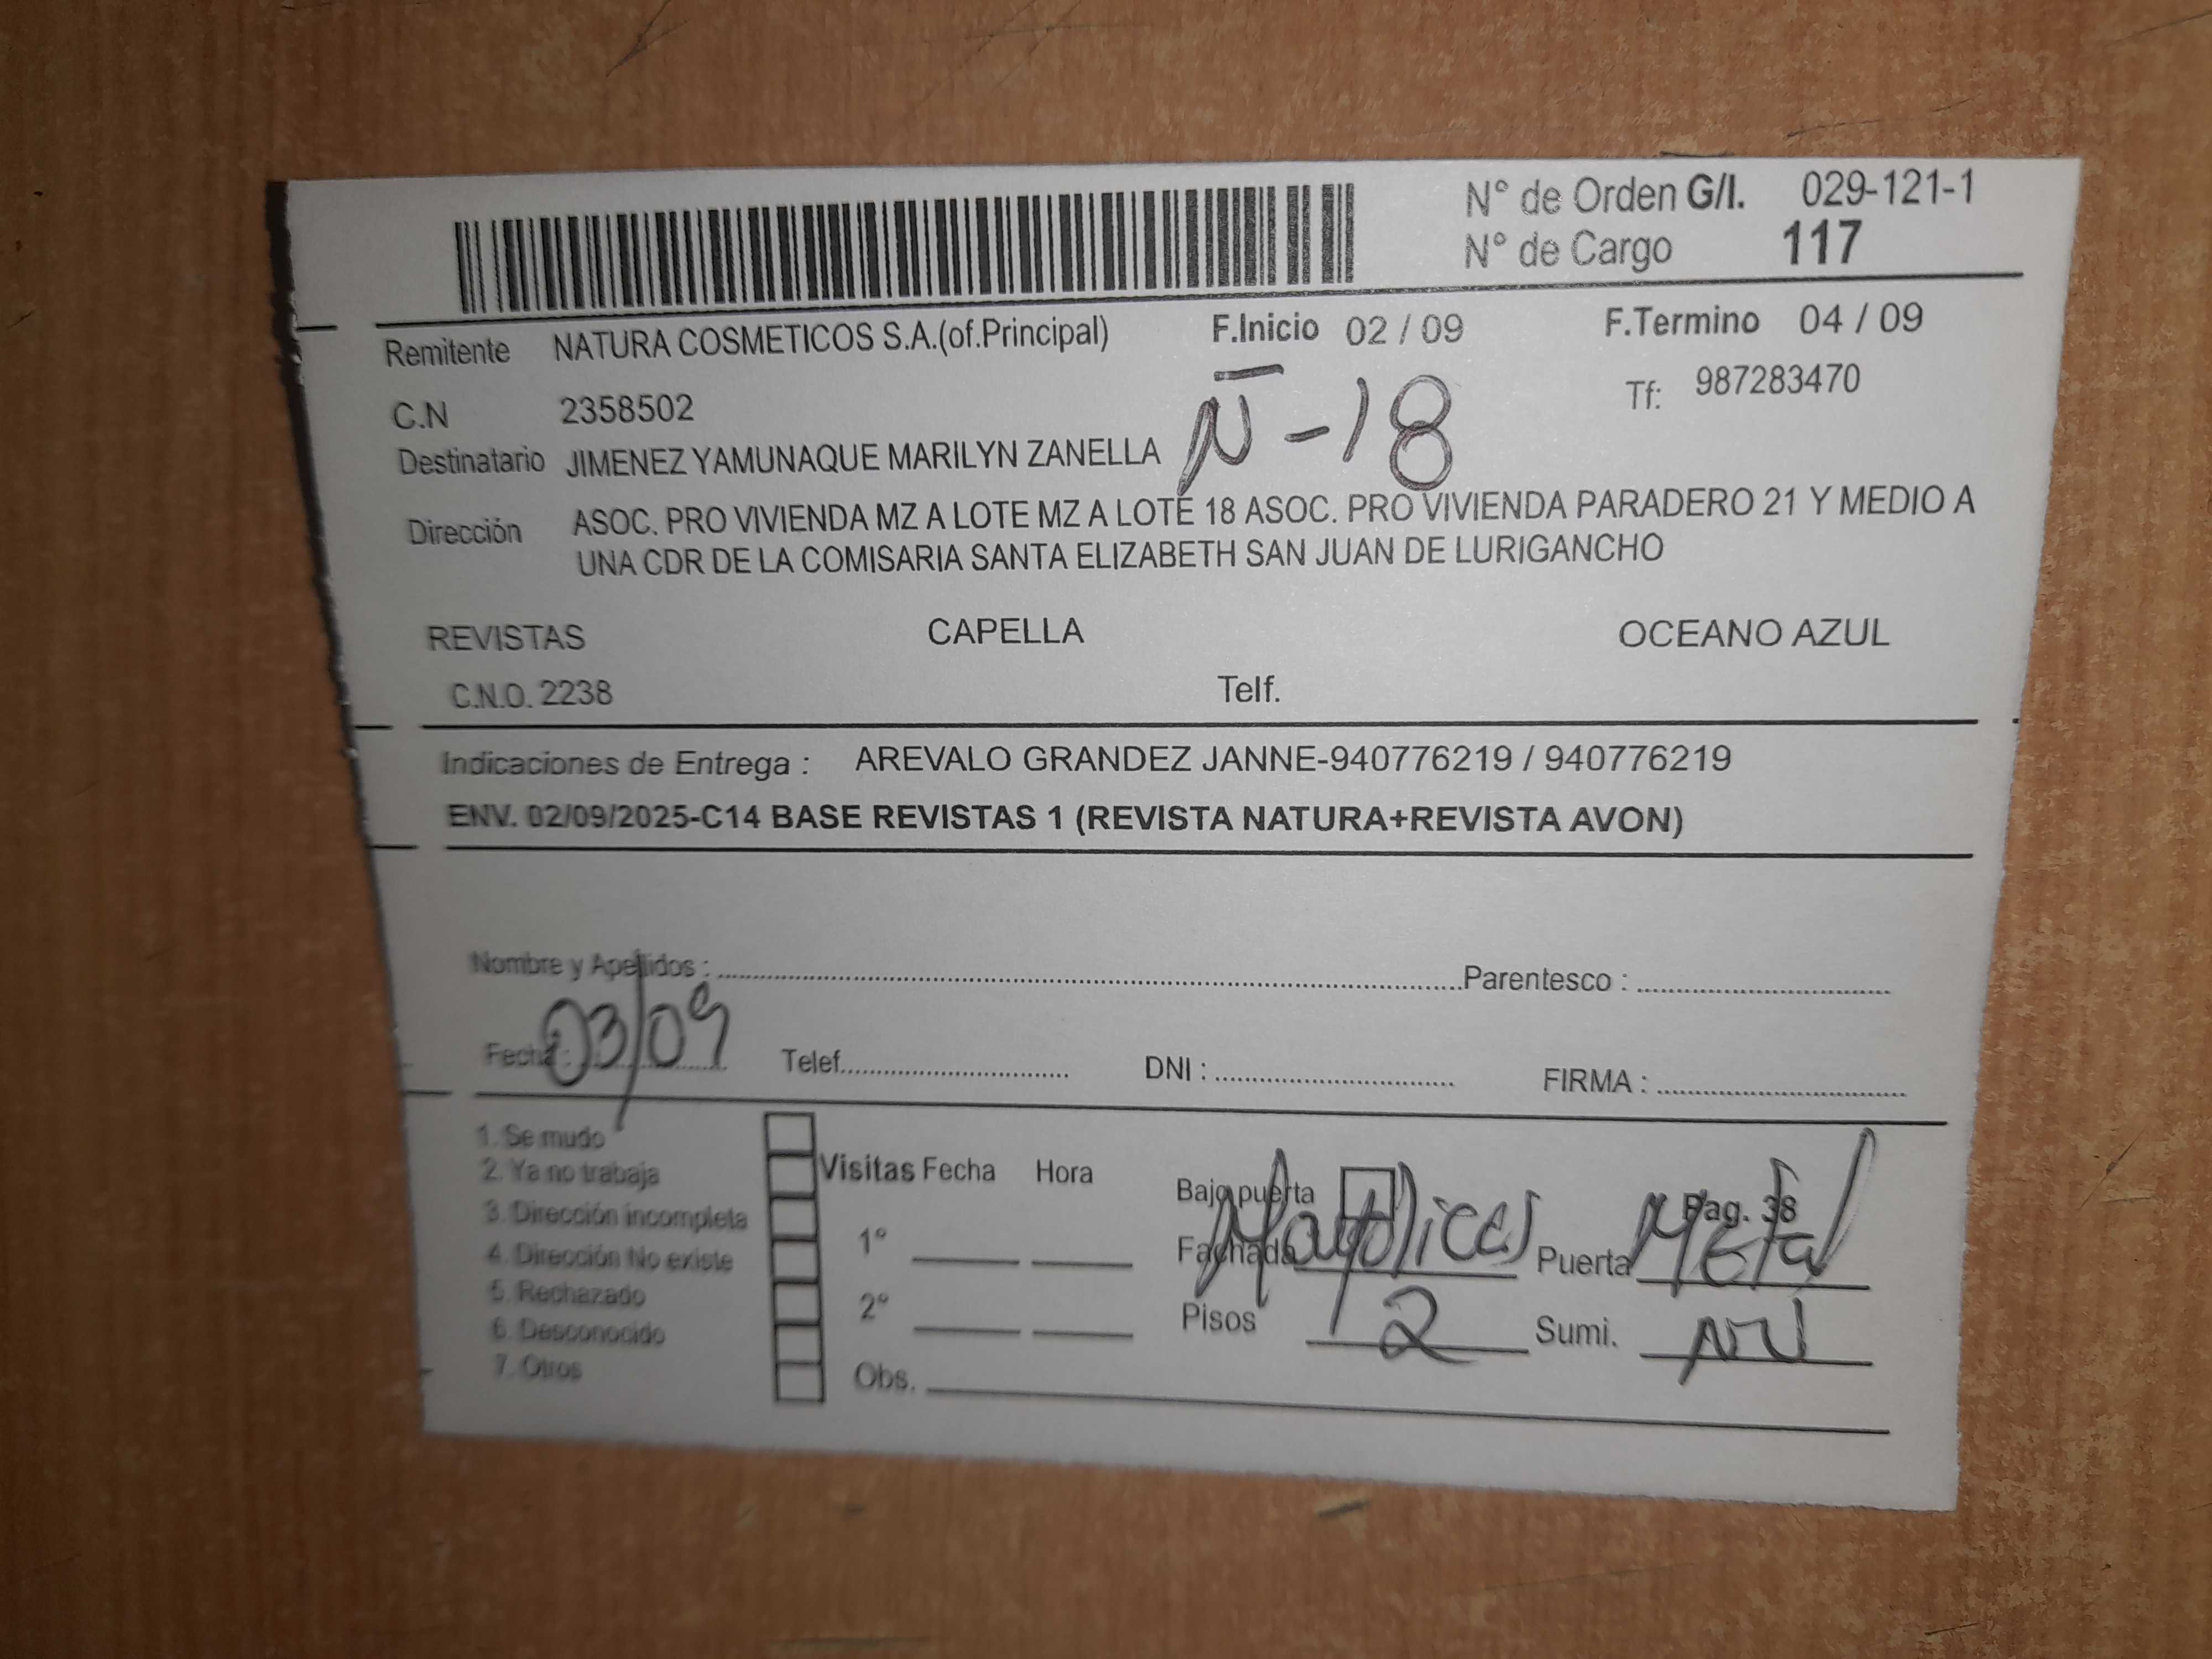 N° de Orden G/I. 029-121-1
N° de Cargo 117
Remitente NATURA COSMETICOS S.A.(of.Principal) F.Inicio 02 / 09 F.Termino 04 / 09
C.N 2358502 Tf: 987283470
N̄-18
Destinatario JIMENEZ YAMUNAQUE MARILYN ZANELLA
Dirección ASOC. PRO VIVIENDA MZ A LOTE MZ A LOTE 18 ASOC. PRO VIVIENDA PARADERO 21 Y MEDIO A
UNA CDR DE LA COMISARIA SANTA ELIZABETH SAN JUAN DE LURIGANCHO
REVISTAS CAPELLA OCEANO AZUL
C.N.O. 2238 Telf.
Indicaciones de Entrega : AREVALO GRANDEZ JANNE-940776219 / 940776219
ENV. 02/09/2025-C14 BASE REVISTAS 1 (REVISTA NATURA+REVISTA AVON)
Nombre y Apellidos : Parentesco :
Fecha : 03/09 Telef. DNI : FIRMA :
1. Se mudo
2. Ya no trabaja
3. Dirección incompleta
4. Dirección No existe
5. Rechazado
6. Desconocido
7. Otros
Visitas Fecha Hora
1°
2°
Obs.
Bajo puerta Pag. 38
Fachada Mayolicas Puerta Metal
Pisos 2 Sumi.